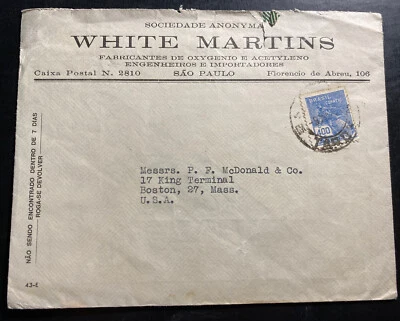 SOCIEDADE ANONYMA
WHITE MARTINS
FABRICANTES DE OXYGENIO E ACETYLENO
ENGENHEIROS E IMPORTADORES
Caixa Postal N. 2810 SÃO PAULO Florencio de Abreu, 106
BRASIL CORREIO
400
Messrs. P. F. McDonald & Co.
17 King Terminal
Boston, 27, Mass.
U.S.A.
NÃO SENDO ENCONTRADO DENTRO DE 7 DIAS
ROGA-SE DEVOLVER
43-E